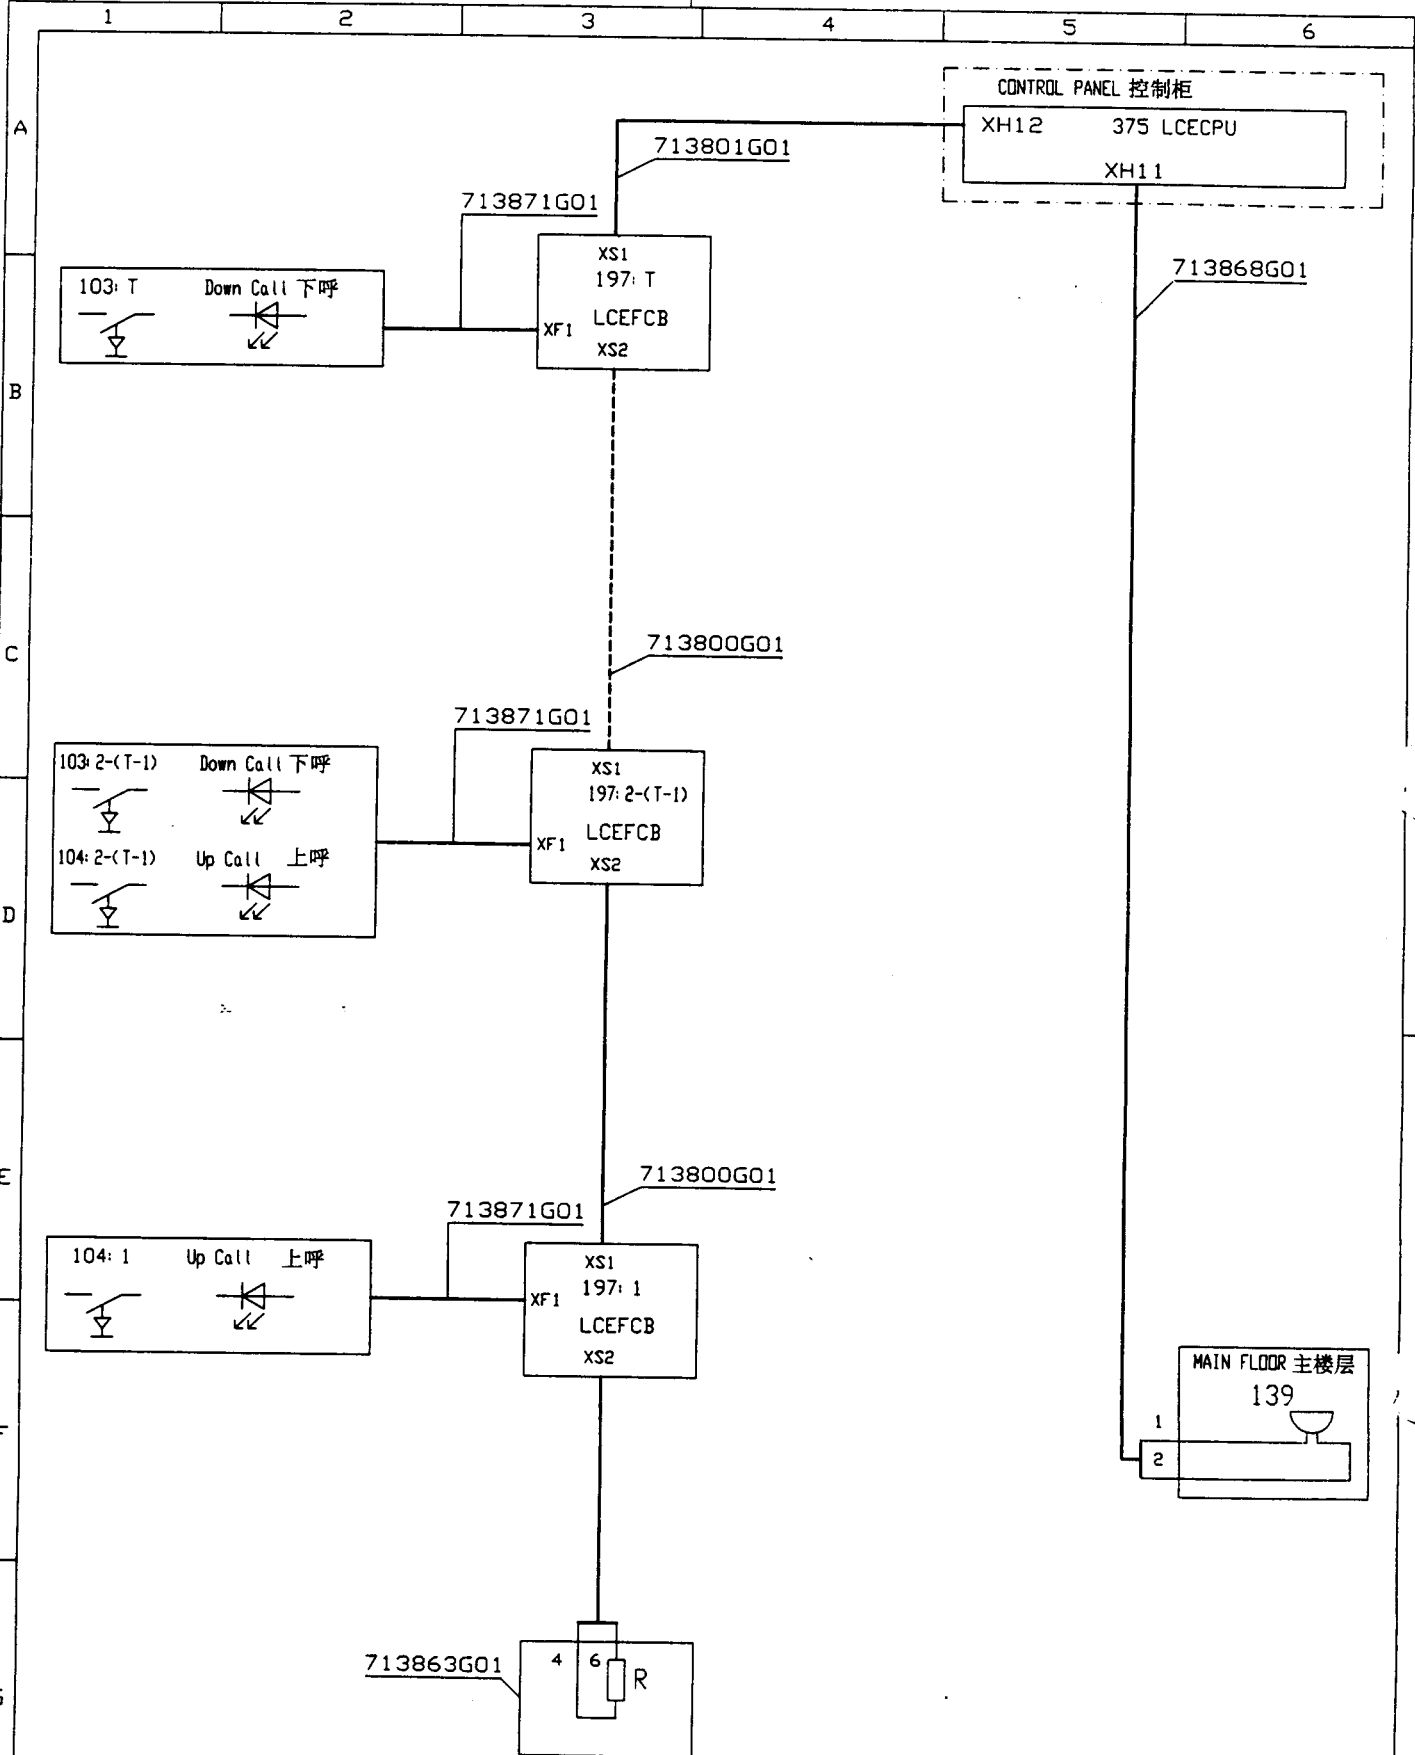 1 2 3 4 5 6
A
B
C
D
E
F
CONTROL PANEL 控制柜
XH12 375 LCECPU
XH11
713801G01
713871G01
713868G01
XS1
197: T
LCEFCB
XF1
XS2
103: T Down Call 下呼
713800G01
713871G01
103: 2-(T-1) Down Call 下呼
104: 2-(T-1) Up Call 上呼
XS1
197: 2-(T-1)
LCEFCB
XF1
XS2
713800G01
713871G01
104: 1 Up Call 上呼
XS1
197: 1
XF1
LCEFCB
XS2
MAIN FLOOR 主楼层
139
1
2
713863G01
4 6 R